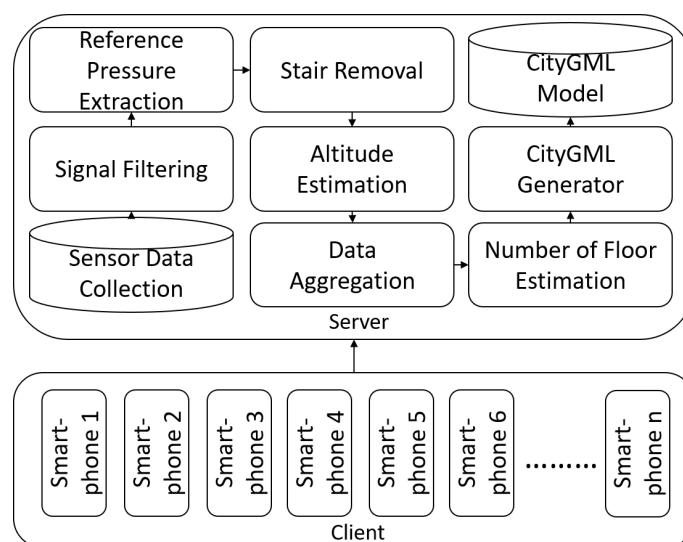 Reference
Pressure
Extraction
Stair Removal
CityGML
Model
Signal Filtering
Altitude
Estimation
CityGML
Generator
Sensor Data
Collection
Data
Aggregation
Number of Floor
Estimation
Server
Smart-
phone 1
Smart-
phone 2
Smart-
phone 3
Smart-
phone 4
Smart-
phone 5
Smart-
phone 6
………
Smart-
phone n
Client